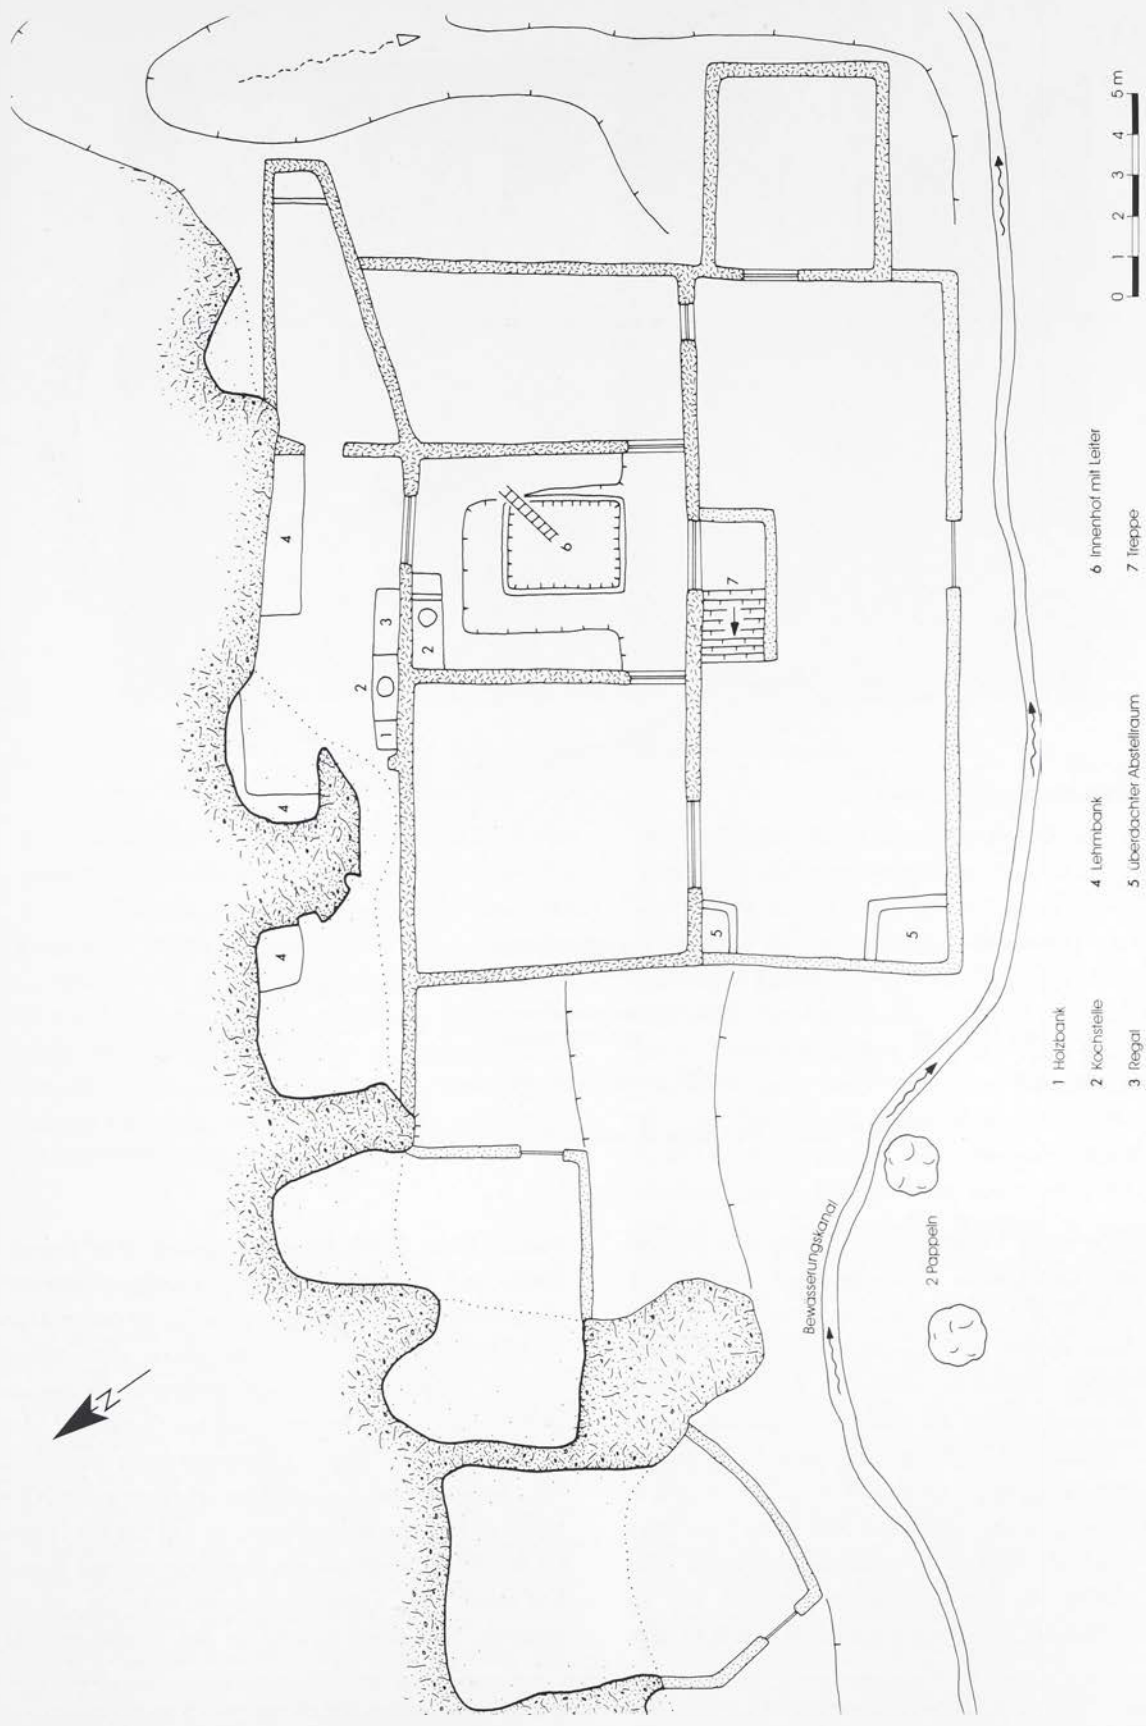 N
4
4
4
1
2
3
2
6
7
5
5
Bewasserungskanal
2 Pappeln
1 Holzbank
2 Kochstelle
3 Regal
4 Lehmbank
5 überdachter Abstellraum
6 Innenhof mit Leiter
7 Treppe
0 1 2 3 4 5 m